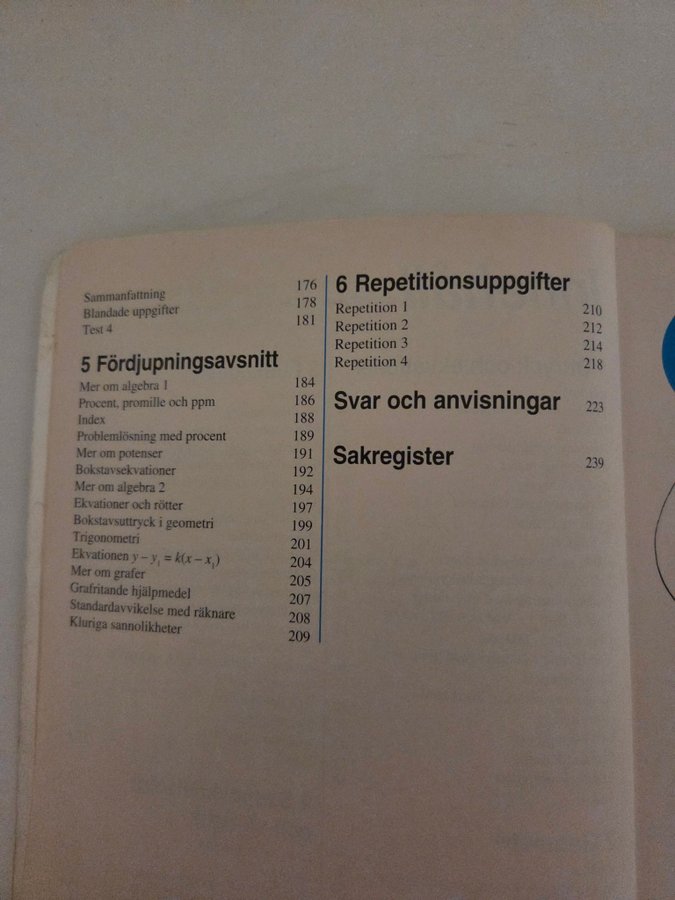 Sammanfattning 176
Blandade uppgifter 178
Test 4 181
5 Fördjupningsavsnitt
Mer om algebra 1 184
Procent, promille och ppm 186
Index 188
Problemlösning med procent 189
Mer om potenser 191
Bokstavsekvationer 192
Mer om algebra 2 194
Ekvationer och rötter 197
Bokstavsuttryck i geometri 199
Trigonometri 201
Ekvationen y – y₁ = k(x – x₁) 204
Mer om grafer 205
Grafritande hjälpmedel 207
Standardavvikelse med räknare 208
Kluriga sannolikheter 209
6 Repetitionsuppgifter
Repetition 1 210
Repetition 2 212
Repetition 3 214
Repetition 4 218
Svar och anvisningar 223
Sakregister 239